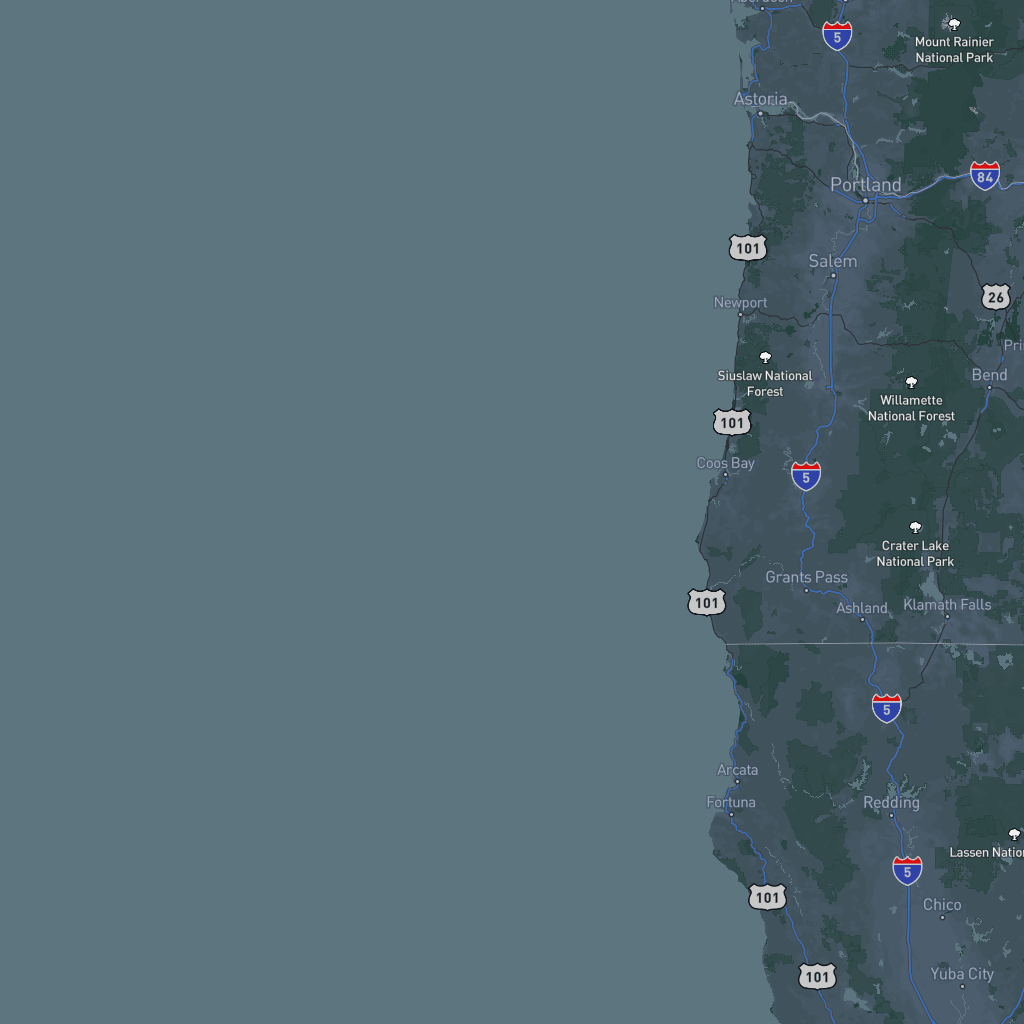 Aberdeen
5
Mount Rainier
National Park
Astoria
84
Portland
101
Salem
26
Newport
Siuslaw National
Forest
Bend
Willamette
National Forest
101
Coos Bay
5
Crater Lake
National Park
Grants Pass
101
Ashland
Klamath Falls
5
Arcata
Fortuna
Redding
Lassen Natio
5
101
Chico
Yuba City
101